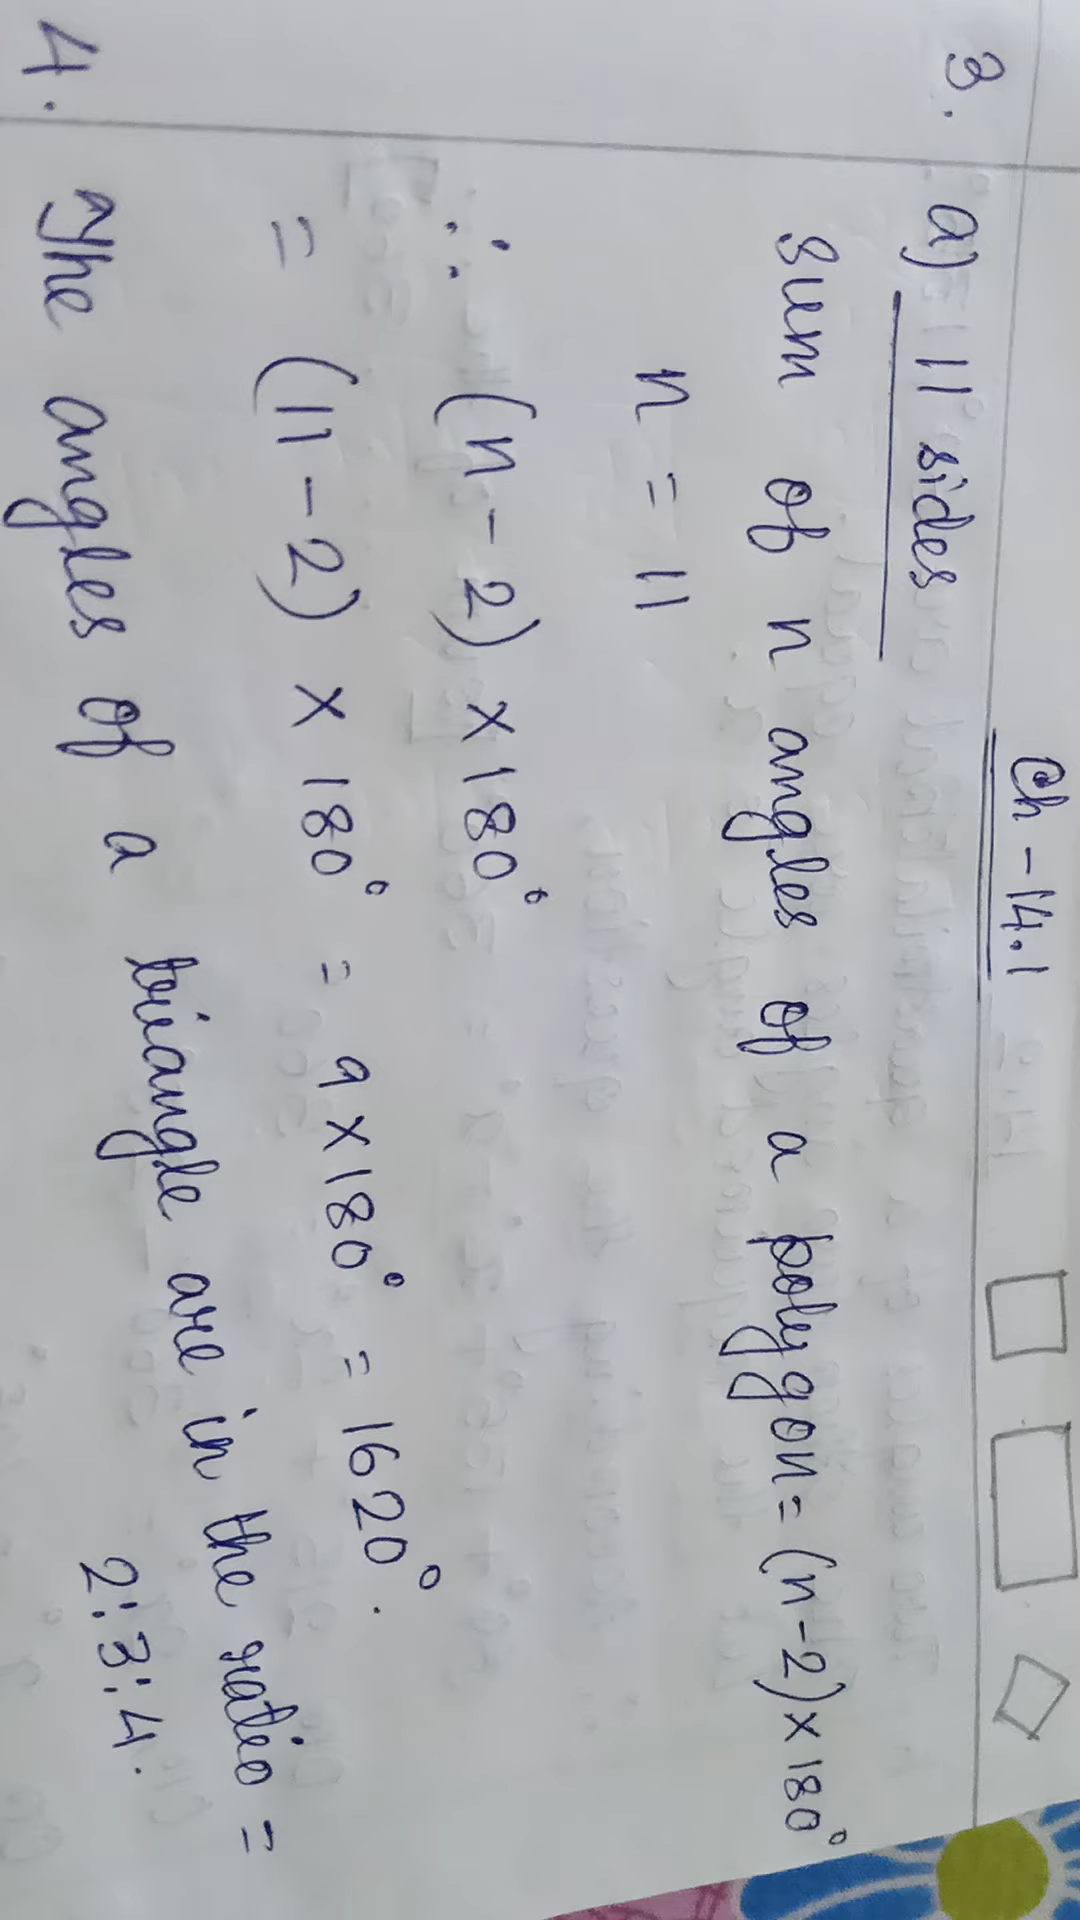 Ch - 14.1
3. a) 11 sides
Sum of n angles of a polygon = (n-2) × 180°
n = 11
∴ (n - 2) × 180°
= (11 - 2) × 180° = 9 × 180° = 1620°.
4. The angles of a triangle are in the ratio =
2:3:4.